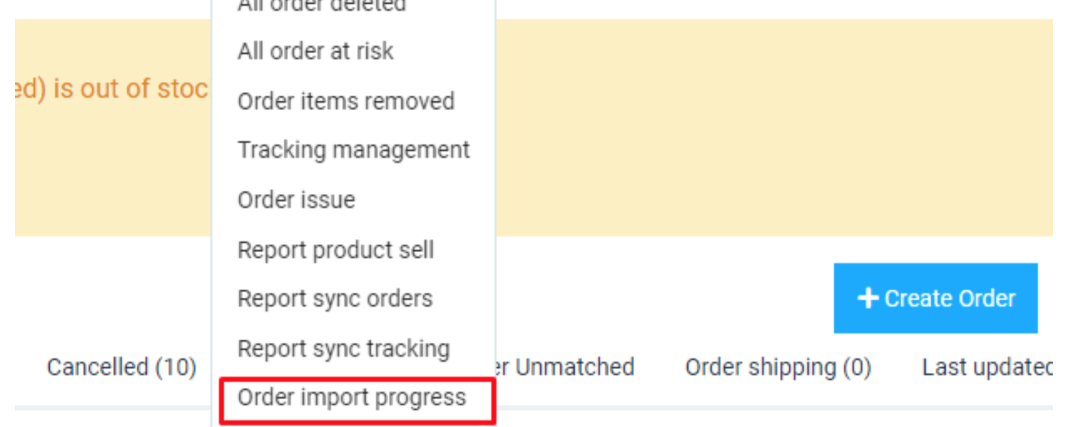 All order deleted
All order at risk
ed) is out of stoc
Order items removed
Tracking management
Order issue
Report product sell
Report sync orders
Create Order
Report sync tracking
Cancelled (10) er Unmatched Order shipping (0) Last updated
Order import progress